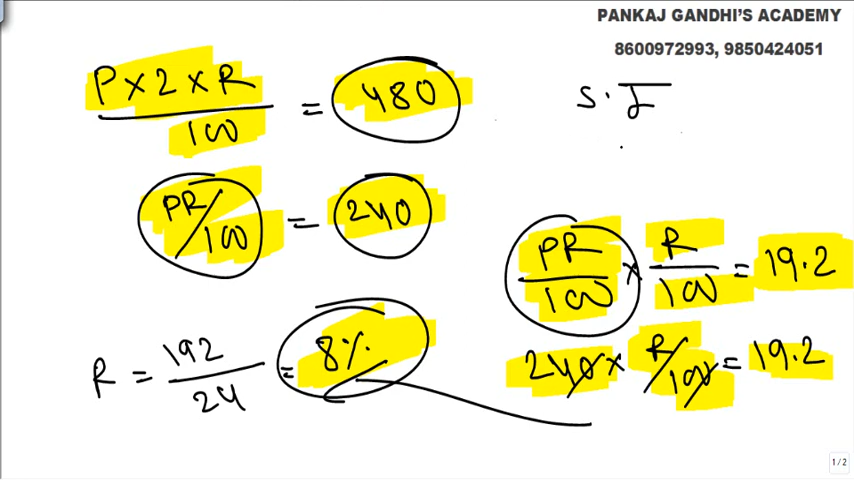 PANKAJ GANDHI'S ACADEMY
8600972993, 9850424051
P × 2 × R / 100 = 480
S. I
PR/100 = 240
PR/100 × R/100 = 19.2
240 × R/100 = 19.2
R = 192/24 = 8%
1/2